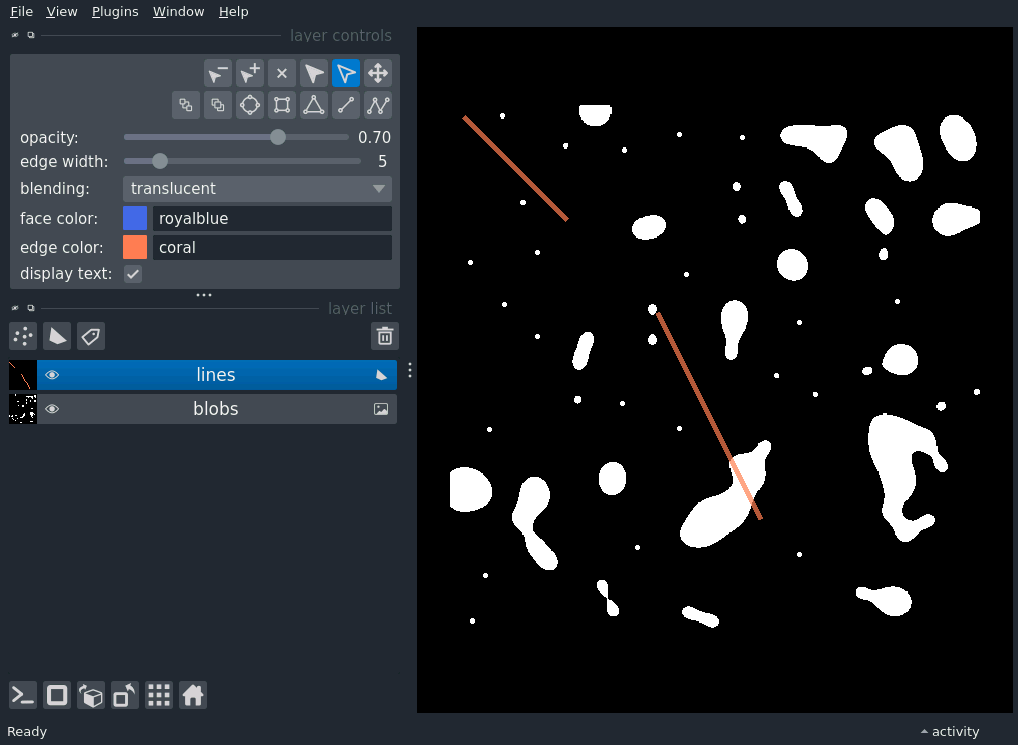 File View Plugins Window Help
layer controls
opacity: 0.70
edge width: 5
blending: translucent
face color: royalblue
edge color: coral
display text:
layer list
lines
blobs
Ready
activity